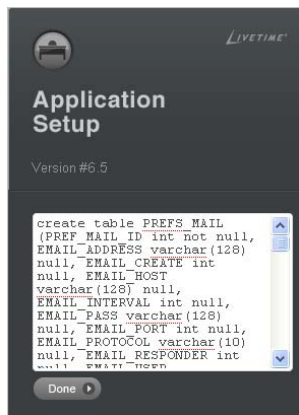 LIVETIME
Application
Setup
Version #6.5
create table PREFS_MAIL
(PREF_MAIL_ID int not null,
EMAIL_ADDRESS varchar(128)
null, EMAIL_CREATE int
null, EMAIL_HOST
varchar(128) null,
EMAIL_INTERVAL int null,
EMAIL_PASS varchar(128)
null, EMAIL_PORT int null,
EMAIL_PROTOCOL varchar(10)
null, EMAIL_RESPONDER int
null, EMAIL_USER
Done